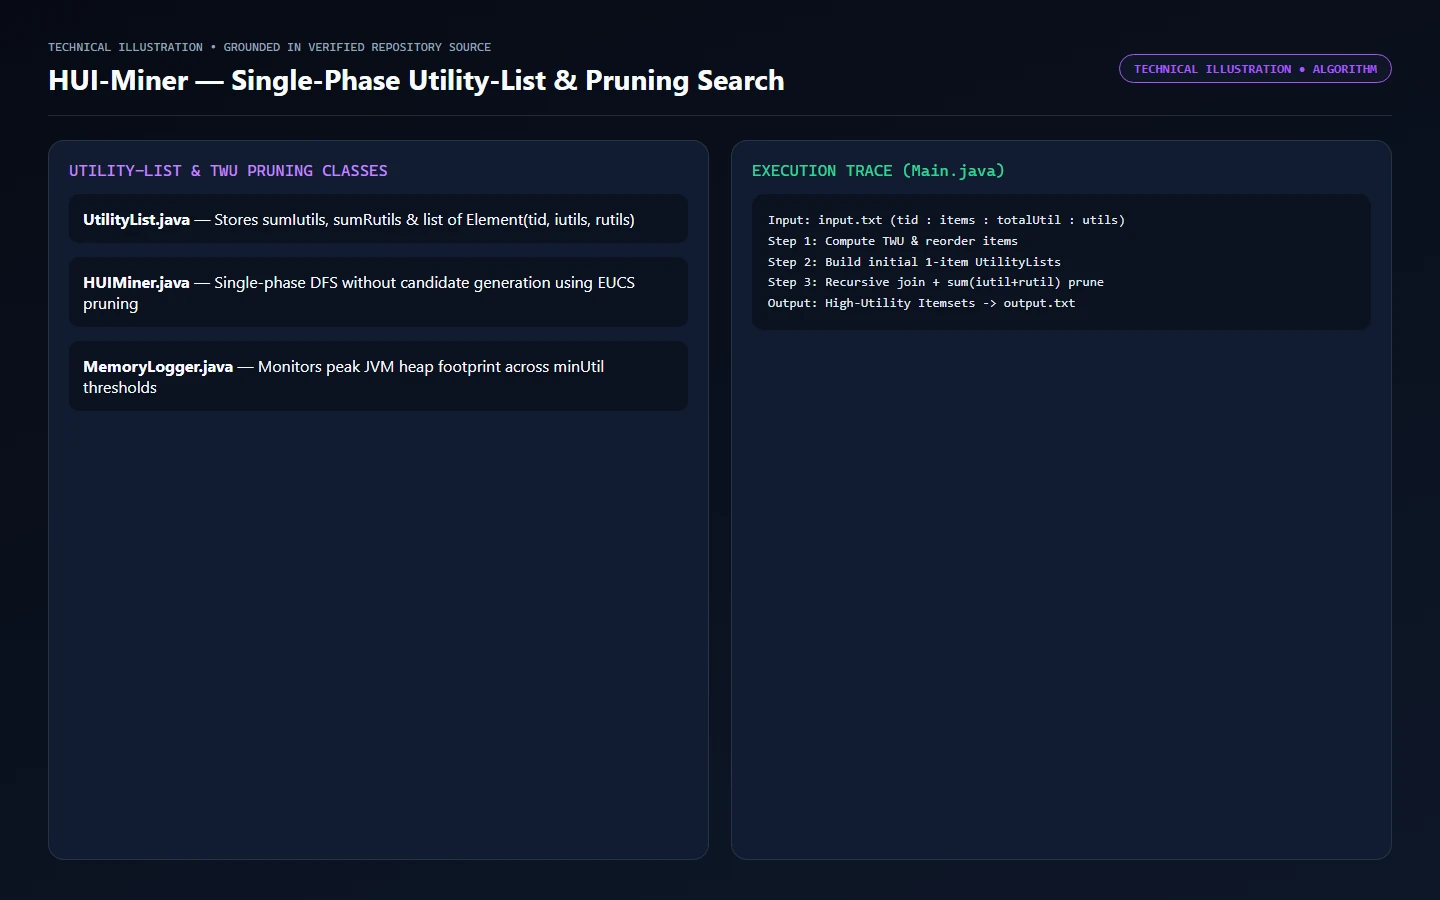 TECHNICAL ILLUSTRATION • GROUNDED IN VERIFIED REPOSITORY SOURCE
HUI-Miner — Single-Phase Utility-List & Pruning Search
TECHNICAL ILLUSTRATION • ALGORITHM
UTILITY-LIST & TWU PRUNING CLASSES
UtilityList.java — Stores sumIutils, sumRutils & list of Element(tid, iutils, rutils)
HUIMiner.java — Single-phase DFS without candidate generation using EUCS
pruning
MemoryLogger.java — Monitors peak JVM heap footprint across minUtil
thresholds
EXECUTION TRACE (Main.java)
Input: input.txt (tid : items : totalUtil : utils)
Step 1: Compute TWU & reorder items
Step 2: Build initial 1-item UtilityLists
Step 3: Recursive join + sum(iutil+rutil) prune
Output: High-Utility Itemsets -> output.txt